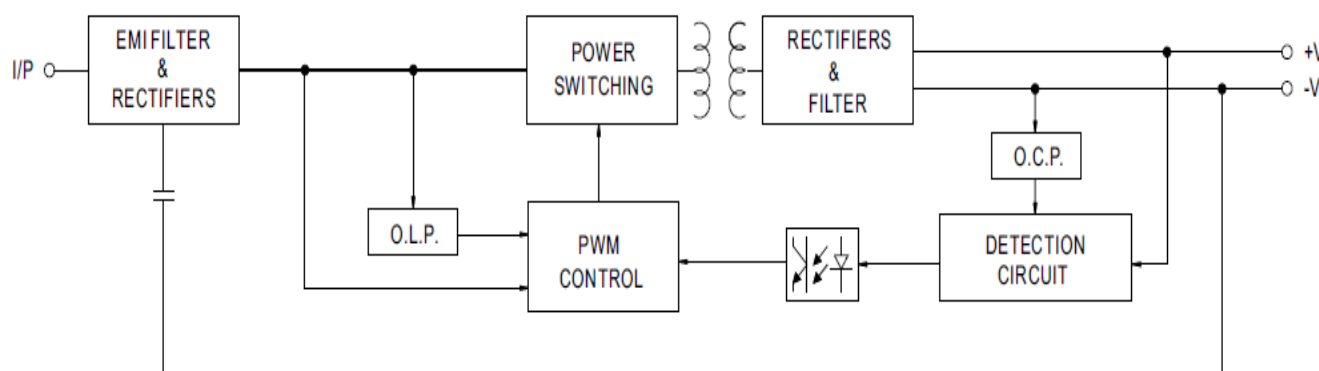 I/P
EMI FILTER
&
RECTIFIERS
POWER
SWITCHING
RECTIFIERS
&
FILTER
+V
-V
O.C.P.
O.L.P.
PWM
CONTROL
DETECTION
CIRCUIT